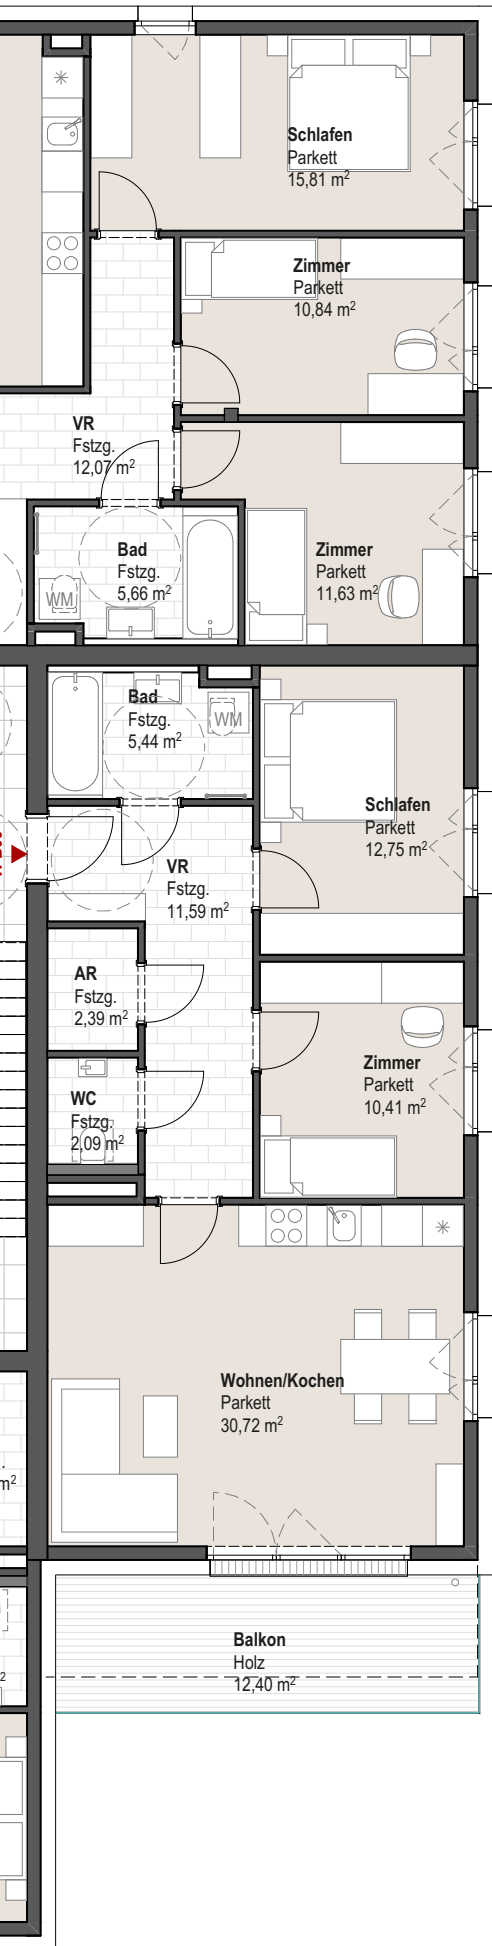 Schlafen
Parkett
15,81 m²
Zimmer
Parkett
10,84 m²
VR
Fstzg.
12,07 m²
Bad
Fstzg.
5,66 m²
WM
Zimmer
Parkett
11,63 m²
Bad
Fstzg.
5,44 m²
WM
Schlafen
Parkett
12,75 m²
VR
Fstzg.
11,59 m²
AR
Fstzg.
2,39 m²
Zimmer
Parkett
10,41 m²
WC
Fstzg.
2,09 m²
Wohnen/Kochen
Parkett
30,72 m²
m²
Balkon
Holz
12,40 m²